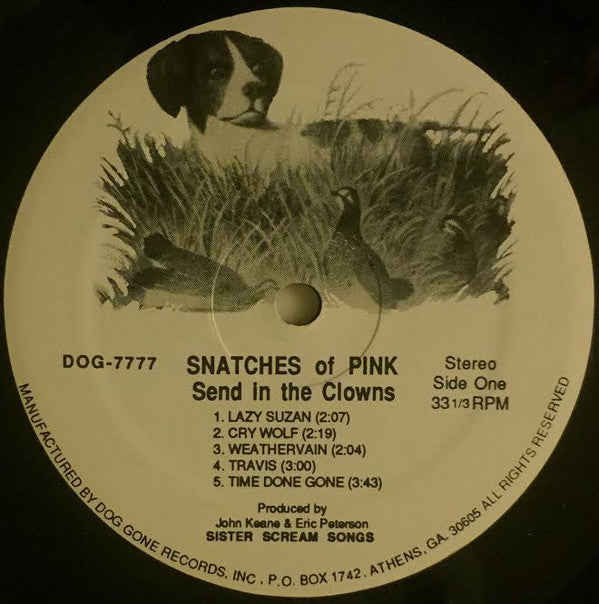 DOG-7777
SNATCHES of PINK
Send in the Clowns
Stereo
Side One
33 1/3 RPM
1. LAZY SUZAN (2:07)
2. CRY WOLF (2:19)
3. WEATHERVAIN (2:04)
4. TRAVIS (3:00)
5. TIME DONE GONE (3:43)
Produced by
John Keane & Eric Peterson
SISTER SCREAM SONGS
MANUFACTURED BY DOG GONE RECORDS, INC. P.O. BOX 1742, ATHENS, GA. 30605 ALL RIGHTS RESERVED